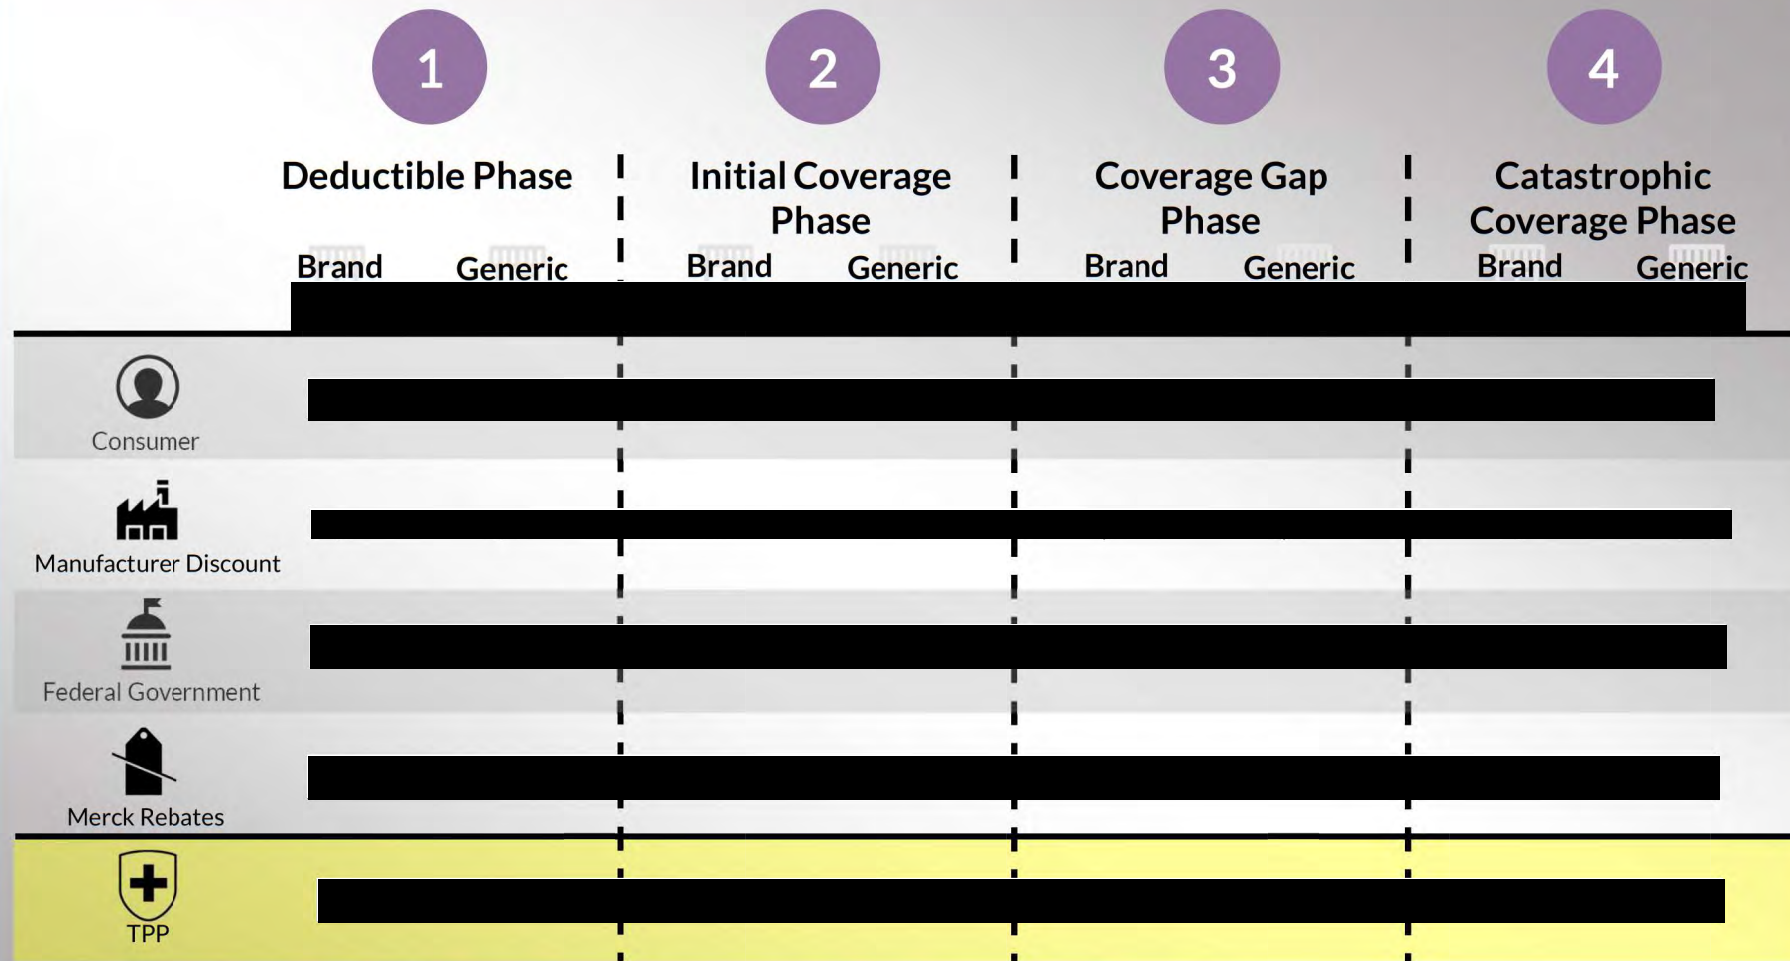 1
2
3
4
Deductible Phase
Initial Coverage
Phase
Coverage Gap
Phase
Catastrophic
Coverage Phase
Brand Generic Brand Generic Brand Generic Brand Generic
Consumer
Manufacturer Discount
Federal Government
Merck Rebates
TPP